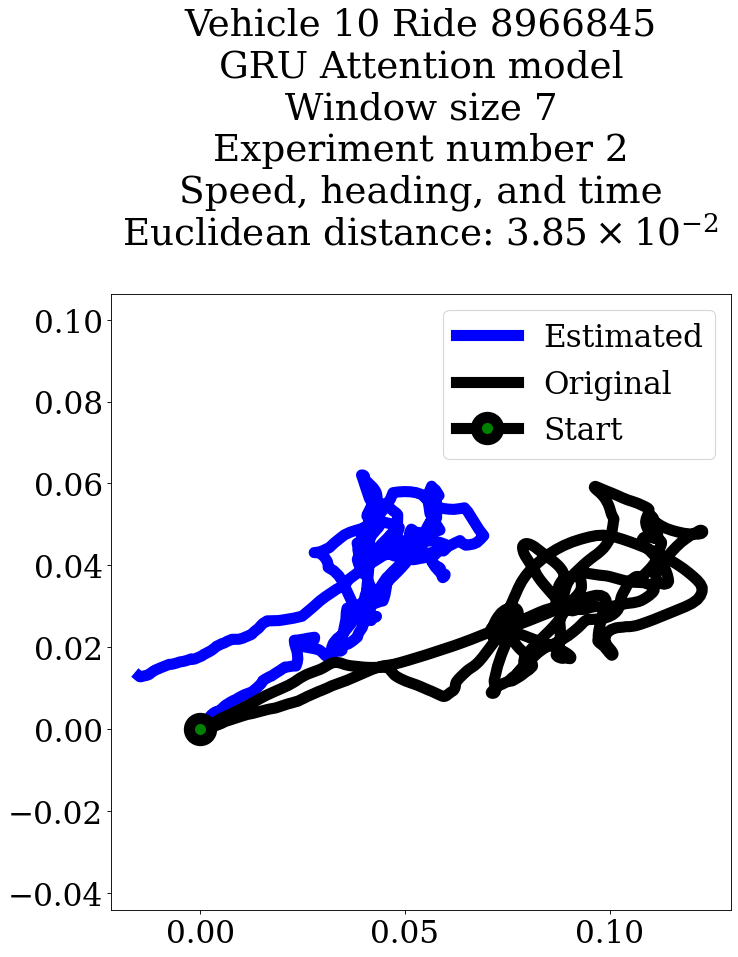 Vehicle 10 Ride 8966845
GRU Attention model
Window size 7
Experiment number 2
Speed, heading, and time
Euclidean distance: 3.85 × 10⁻²
Estimated
Original
Start
0.10
0.08
0.06
0.04
0.02
0.00
−0.02
−0.04
0.00 0.05 0.10